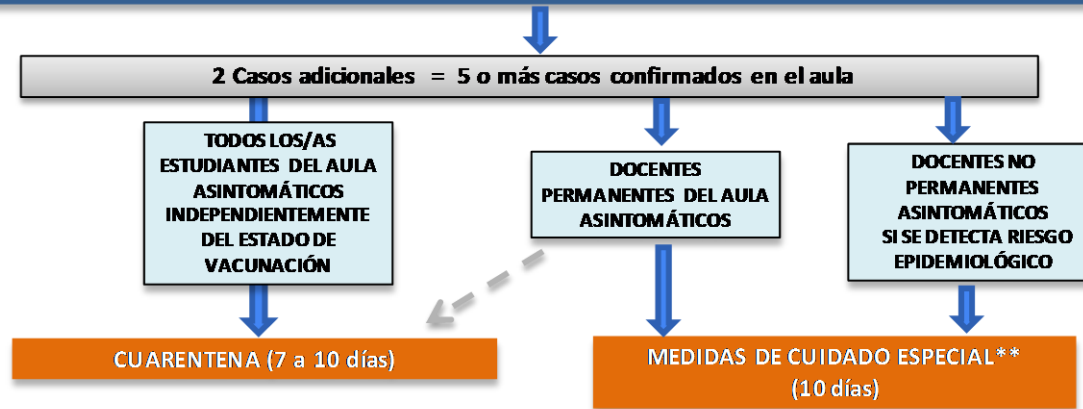 2 Casos adicionales = 5 o más casos confirmados en el aula
TODOS LOS/AS
ESTUDIANTES DEL AULA
ASINTOMÁTICOS
INDEPENDIENTEMENTE
DEL ESTADO DE
VACUNACIÓN
DOCENTES
PERMANENTES DEL AULA
ASINTOMÁTICOS
DOCENTES NO
PERMANENTES
ASINTOMÁTICOS
SI SE DETECTA RIESGO
EPIDEMIOLÓGICO
CUARENTENA (7 a 10 días)
MEDIDAS DE CUIDADO ESPECIAL**
(10 días)